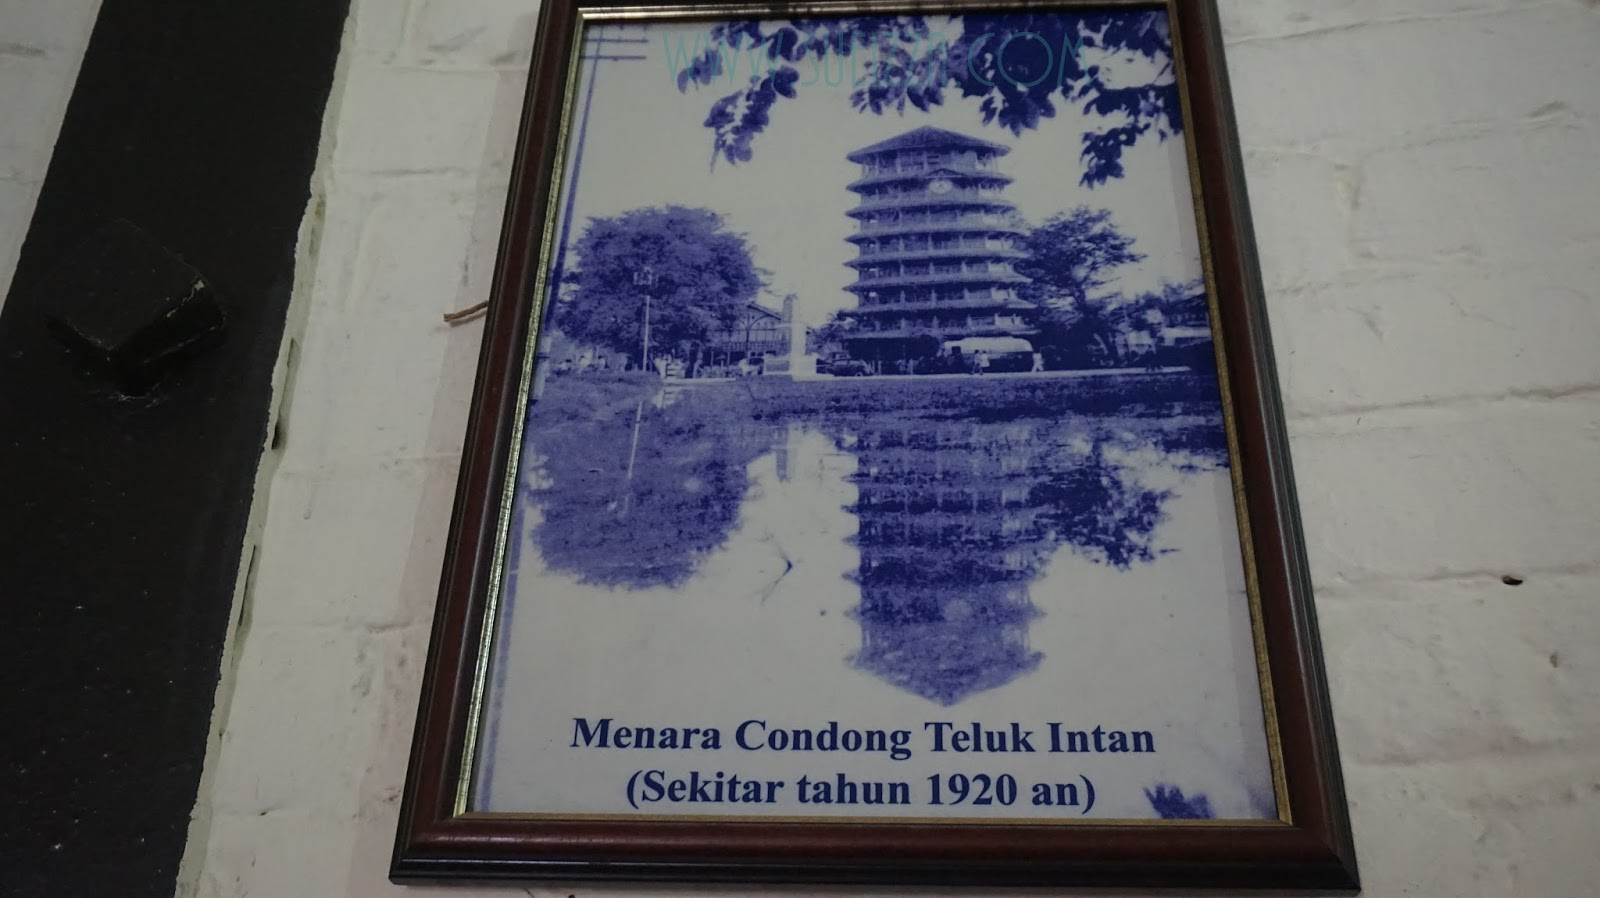 Menara Condong Teluk Intan
(Sekitar tahun 1920 an)